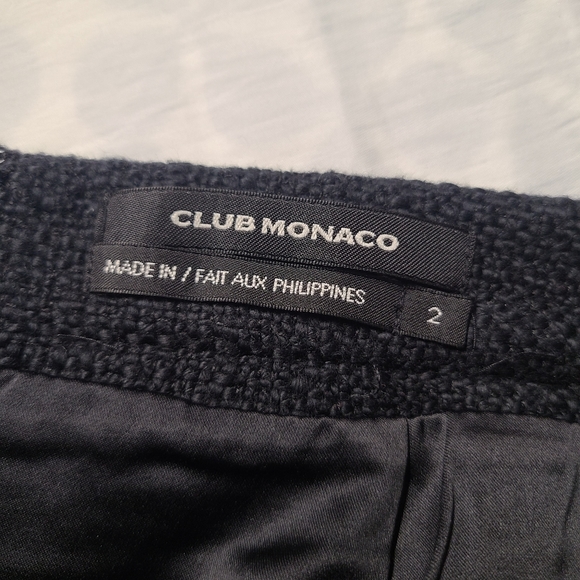 CLUB MONACO
MADE IN / FAIT AUX PHILIPPINES
2